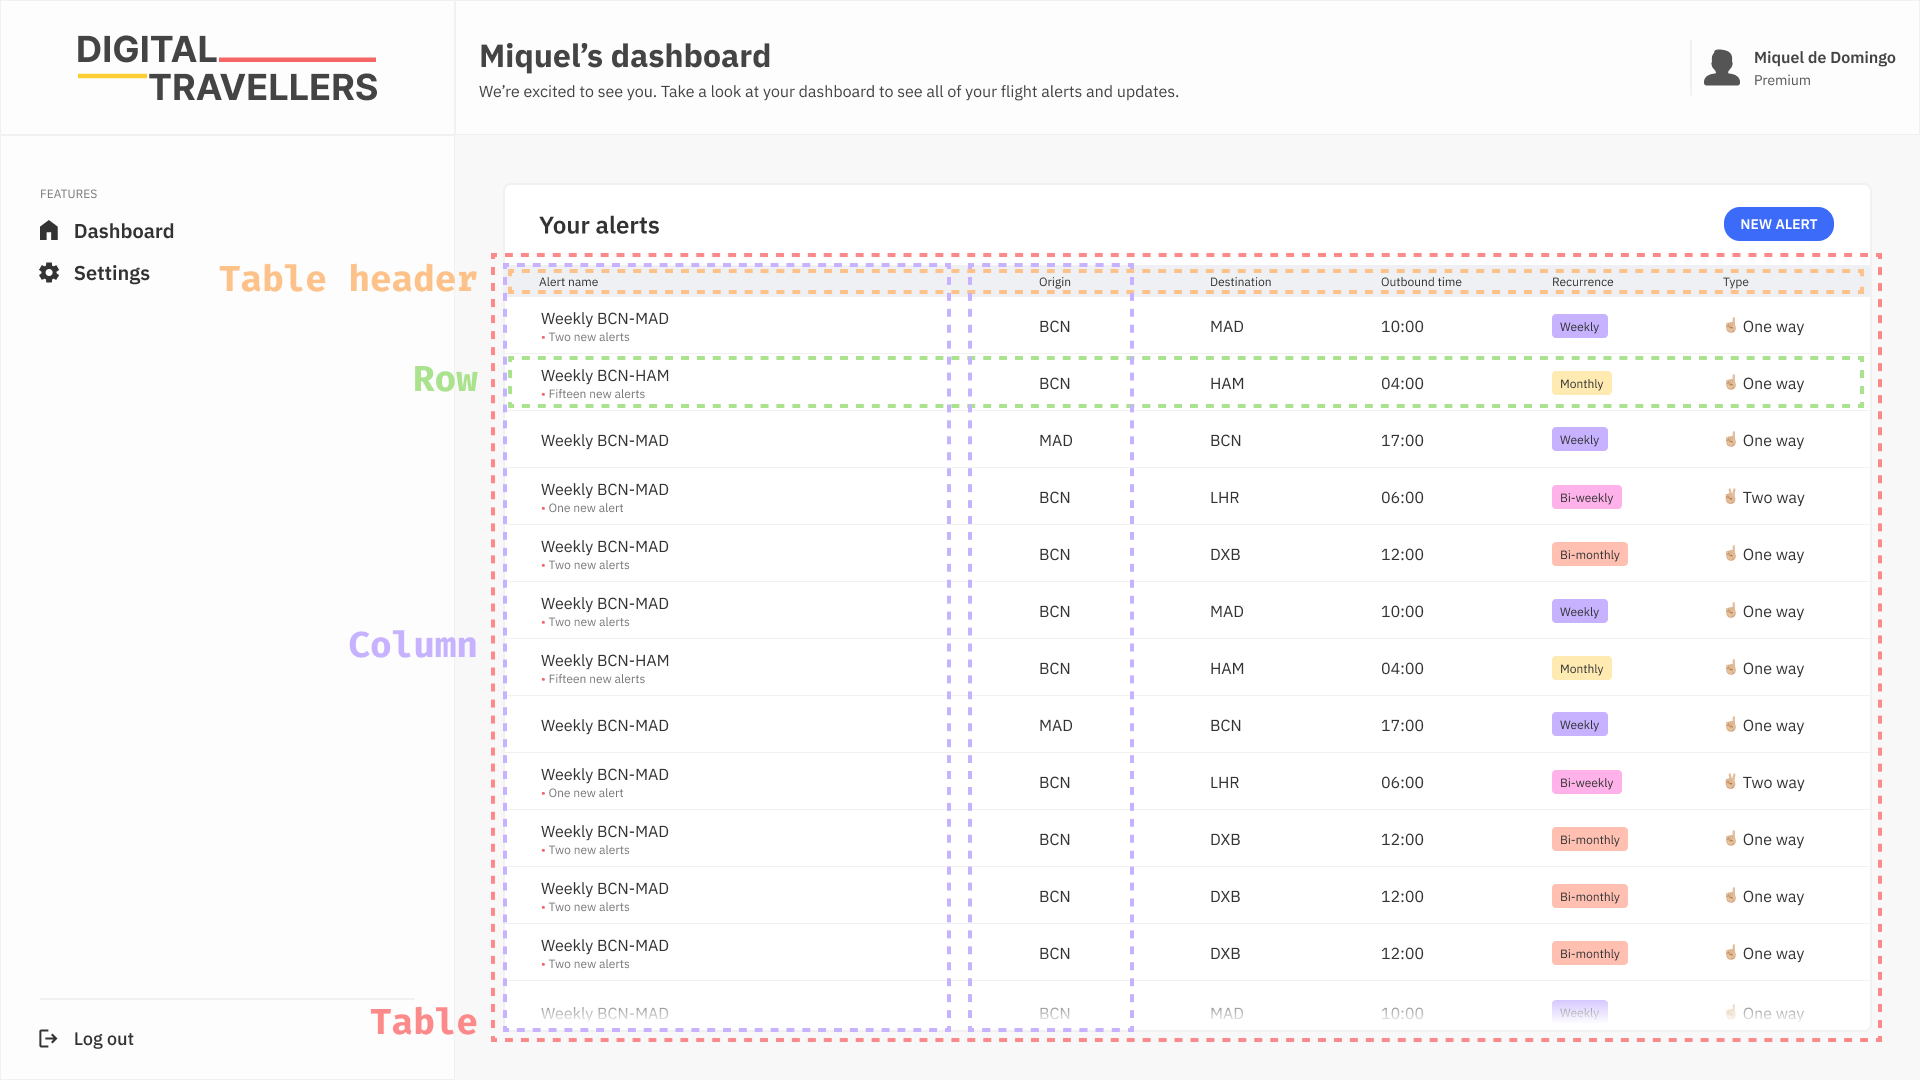 DIGITAL
TRAVELLERS
Miquel’s dashboard
We’re excited to see you. Take a look at your dashboard to see all of your flight alerts and updates.
Miquel de Domingo
Premium
FEATURES
Dashboard
Settings
Log out
Table header
Row
Column
Table
Your alerts
NEW ALERT
Alert name Origin Destination Outbound time Recurrence Type
Weekly BCN-MAD BCN MAD 10:00 Weekly ☝🏼 One way
• Two new alerts
Weekly BCN-HAM BCN HAM 04:00 Monthly ☝🏼 One way
• Fifteen new alerts
Weekly BCN-MAD MAD BCN 17:00 Weekly ☝🏼 One way
Weekly BCN-MAD BCN LHR 06:00 Bi-weekly ✌🏼 Two way
• One new alert
Weekly BCN-MAD BCN DXB 12:00 Bi-monthly ☝🏼 One way
• Two new alerts
Weekly BCN-MAD BCN MAD 10:00 Weekly ☝🏼 One way
• Two new alerts
Weekly BCN-HAM BCN HAM 04:00 Monthly ☝🏼 One way
• Fifteen new alerts
Weekly BCN-MAD MAD BCN 17:00 Weekly ☝🏼 One way
Weekly BCN-MAD BCN LHR 06:00 Bi-weekly ✌🏼 Two way
• One new alert
Weekly BCN-MAD BCN DXB 12:00 Bi-monthly ☝🏼 One way
• Two new alerts
Weekly BCN-MAD BCN DXB 12:00 Bi-monthly ☝🏼 One way
• Two new alerts
Weekly BCN-MAD BCN DXB 12:00 Bi-monthly ☝🏼 One way
• Two new alerts
Weekly BCN-MAD BCN MAD 10:00 Weekly ☝🏼 One way